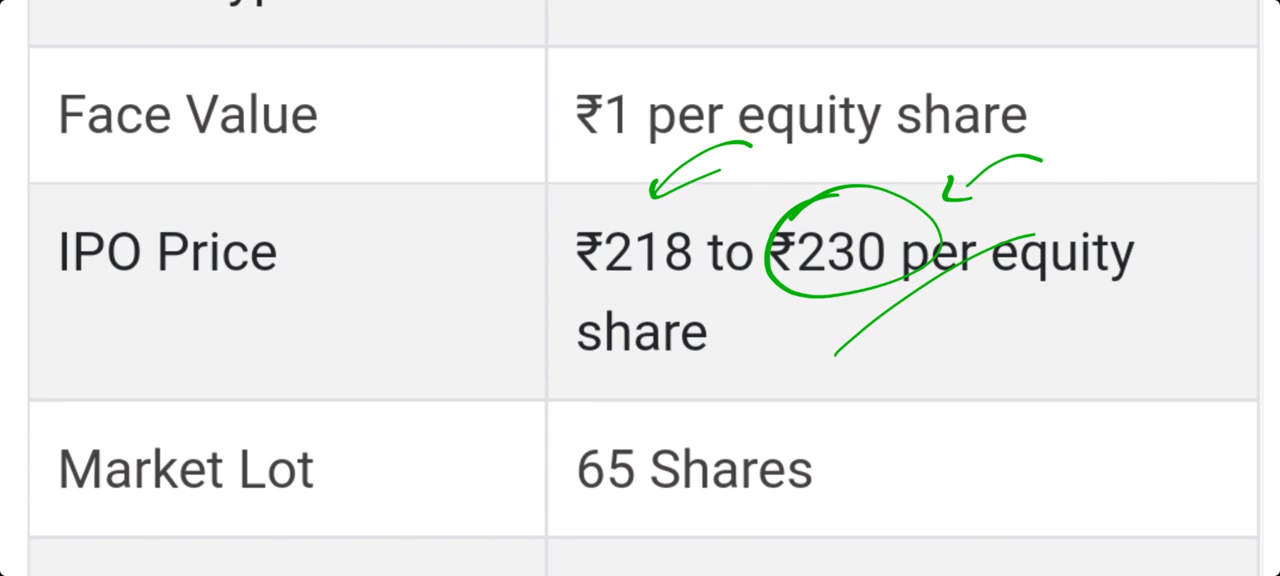 Face Value
₹1 per equity share
IPO Price
₹218 to ₹230 per equity
share
Market Lot
65 Shares